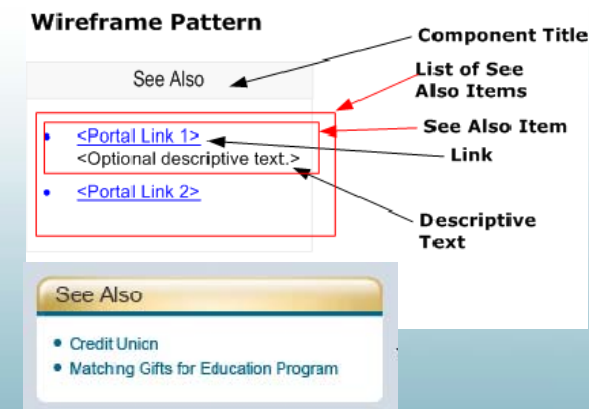 Wireframe Pattern
Component Title
See Also
List of See
Also Items
See Also Item
<Portal Link 1>
Link
<Optional descriptive text.>
<Portal Link 2>
Descriptive
Text
See Also
Credit Union
Matching Gifts for Education Program